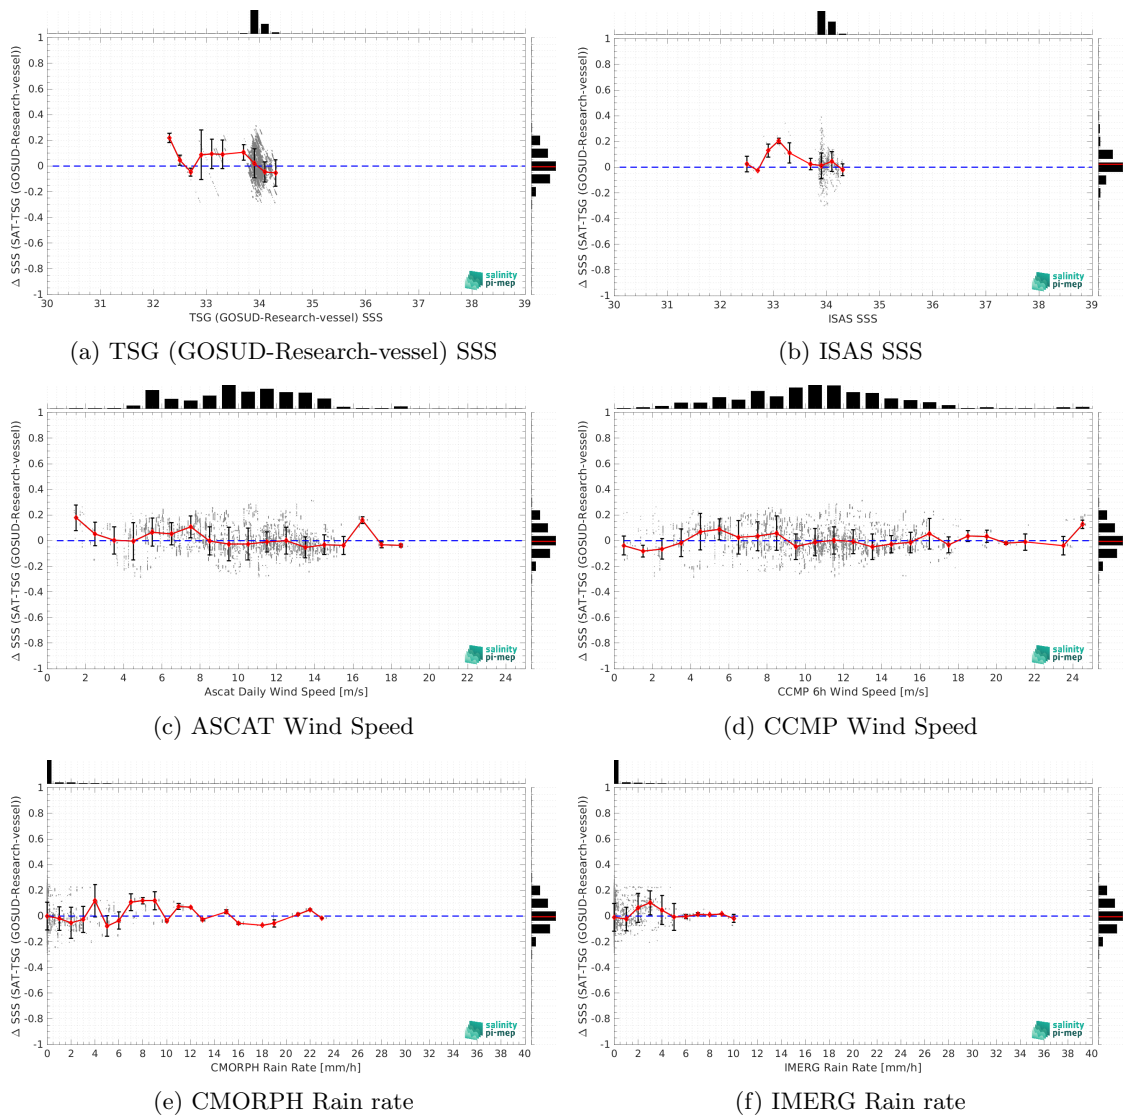 Δ SSS (SAT-TSG (GOSUD-Research-vessel))
1
0.8
0.6
0.4
0.2
0
-0.2
-0.4
-0.6
-0.8
-1
30 31 32 33 34 35 36 37 38 39
TSG (GOSUD-Research-vessel) SSS
salinity
pi-mep
(a) TSG (GOSUD-Research-vessel) SSS
Δ SSS (SAT-TSG (GOSUD-Research-vessel))
1
0.8
0.6
0.4
0.2
0
-0.2
-0.4
-0.6
-0.8
-1
30 31 32 33 34 35 36 37 38 39
ISAS SSS
salinity
pi-mep
(b) ISAS SSS
Δ SSS (SAT-TSG (GOSUD-Research-vessel))
1
0.8
0.6
0.4
0.2
0
-0.2
-0.4
-0.6
-0.8
-1
0 2 4 6 8 10 12 14 16 18 20 22 24
Ascat Daily Wind Speed [m/s]
salinity
pi-mep
(c) ASCAT Wind Speed
Δ SSS (SAT-TSG (GOSUD-Research-vessel))
1
0.8
0.6
0.4
0.2
0
-0.2
-0.4
-0.6
-0.8
-1
0 2 4 6 8 10 12 14 16 18 20 22 24
CCMP 6h Wind Speed [m/s]
salinity
pi-mep
(d) CCMP Wind Speed
Δ SSS (SAT-TSG (GOSUD-Research-vessel))
1
0.8
0.6
0.4
0.2
0
-0.2
-0.4
-0.6
-0.8
-1
0 2 4 6 8 10 12 14 16 18 20 22 24 26 28 30 32 34 36 38 40
CMORPH Rain Rate [mm/h]
salinity
pi-mep
(e) CMORPH Rain rate
Δ SSS (SAT-TSG (GOSUD-Research-vessel))
1
0.8
0.6
0.4
0.2
0
-0.2
-0.4
-0.6
-0.8
-1
0 2 4 6 8 10 12 14 16 18 20 22 24 26 28 30 32 34 36 38 40
IMERG Rain Rate [mm/h]
salinity
pi-mep
(f) IMERG Rain rate